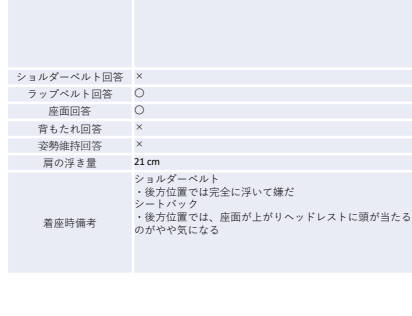 ショルダーベルト回答 ×
ラップベルト回答 〇
座面回答 〇
背もたれ回答 ×
姿勢維持回答 ×
肩の浮き量 21 cm
着座時備考
ショルダーベルト
・後方位置では完全に浮いて嫌だ
シートバック
・後方位置では、座面が上がりヘッドレストに頭が当たる
のがやや気になる